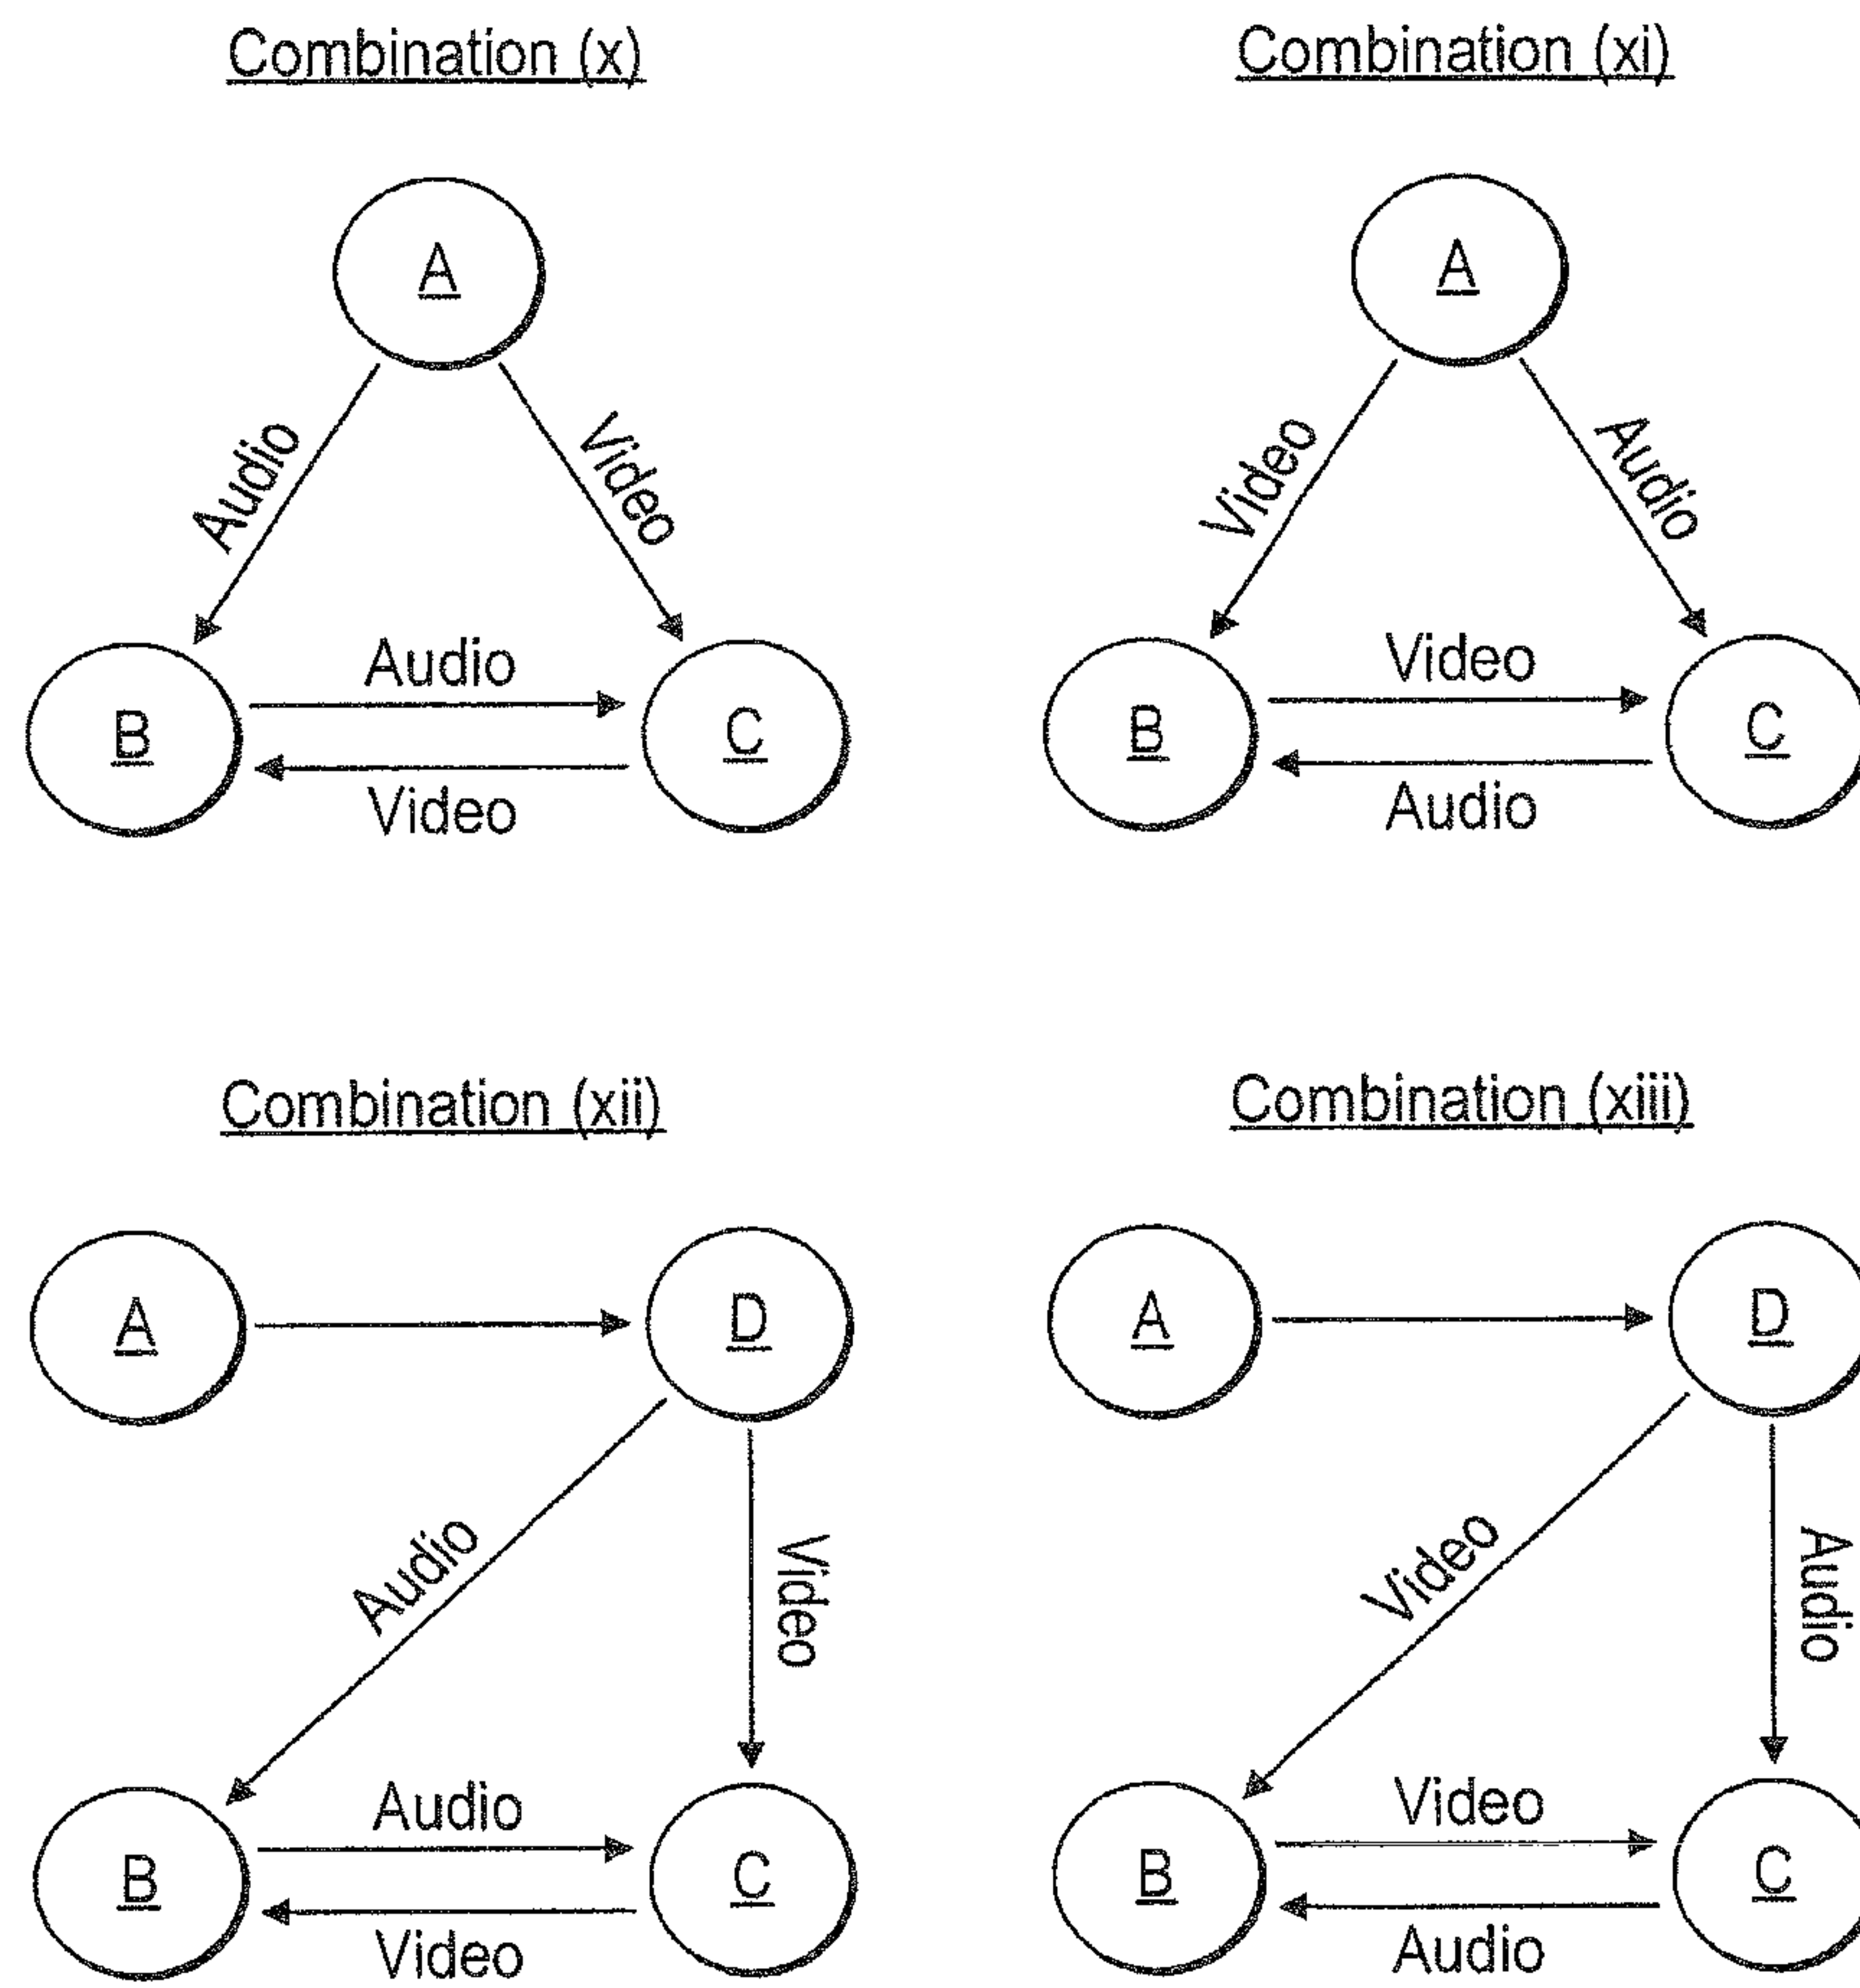 Combination (x)
A
Audio
Video
Audio
B
C
Video
Combination (xi)
A
Video
Audio
Video
B
C
Audio
Combination (xii)
A
D
Audio
Video
Audio
B
C
Video
Combination (xiii)
A
D
Video
Audio
Video
B
C
Audio